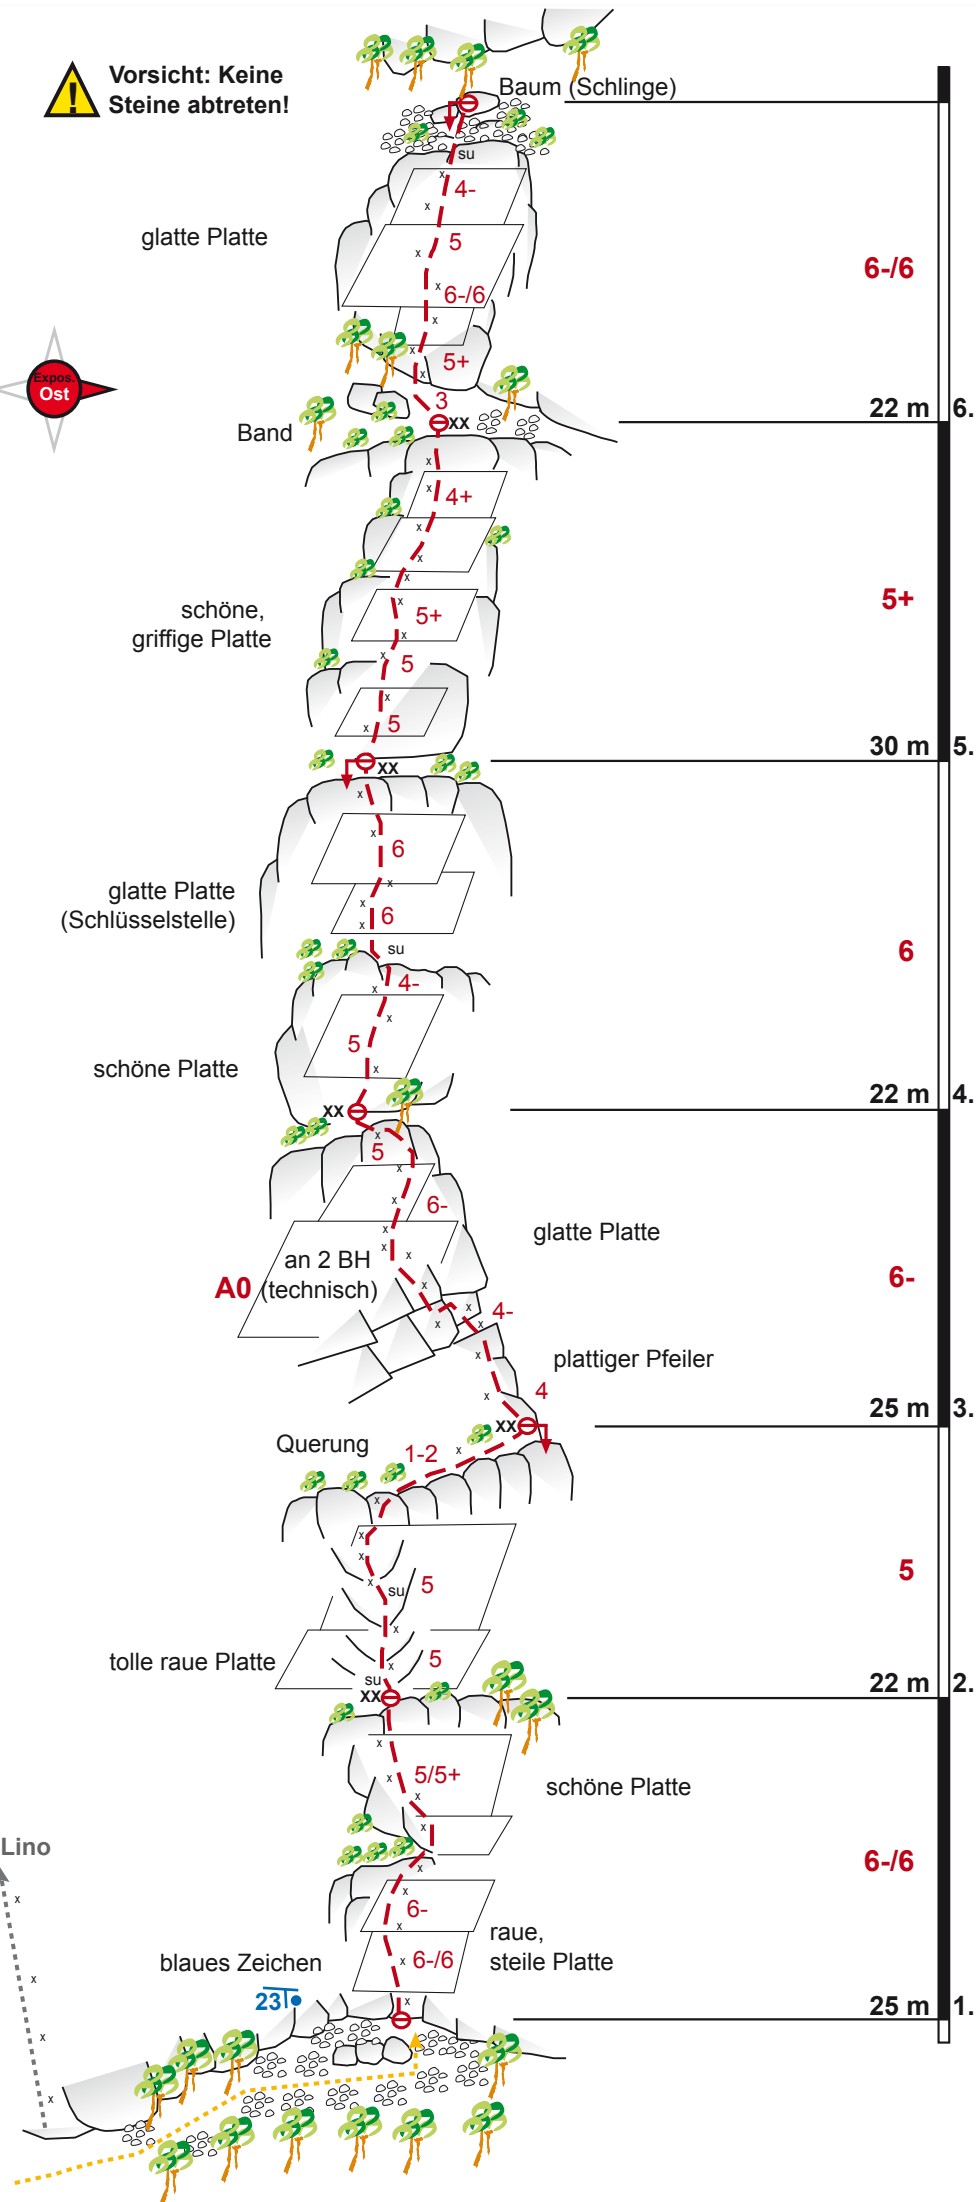 Vorsicht: Keine
Steine abtreten!
!
Baum (Schlinge)
su
4-
glatte Platte
5
6-/6
6-/6
5+
Expos.
Ost
3
22 m
6.
XX
Band
4+
5+
schöne,
griffige Platte
5+
5
5
30 m
5.
XX
6
glatte Platte
(Schlüsselstelle)
6
su
6
4-
5
schöne Platte
22 m
4.
XX
5
6-
glatte Platte
an 2 BH
A0 (technisch)
6-
4-
plattiger Pfeiler
4
25 m
3.
XX
Querung
1-2
5
su
5
tolle raue Platte
5
su
22 m
2.
XX
5/5+
schöne Platte
Lino
6-/6
6-
raue,
steile Platte
6-/6
blaues Zeichen
23
25 m
1.